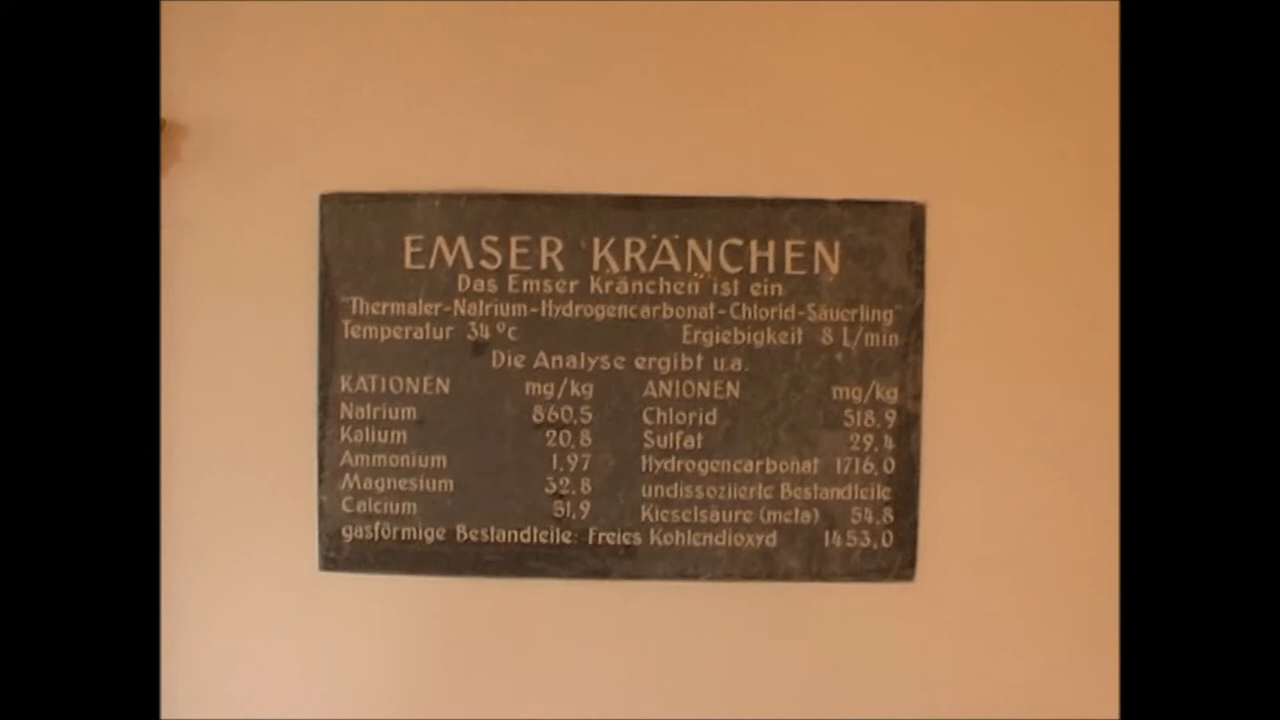 EMSER KRÄNCHEN
Das Emser Kränchen ist ein
"Thermaler-Natrium-Hydrogencarbonat-Chlorid-Säuerling"
Temperatur 34 °C Ergiebigkeit 8 L/min
Die Analyse ergibt u.a.
KATIONEN mg/kg ANIONEN mg/kg
Natrium 860,5 Chlorid 518,9
Kalium 20,8 Sulfat 29,4
Ammonium 1,97 Hydrogencarbonat 1716,0
Magnesium 32,8 undissoziierte Bestandteile
Calcium 51,9 Kieselsäure (meta) 54,8
gasförmige Bestandteile: Freies Kohlendioxyd 1453,0